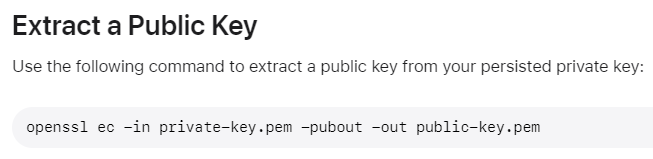 Extract a Public Key
Use the following command to extract a public key from your persisted private key:
openssl ec –in private-key.pem –pubout –out public-key.pem